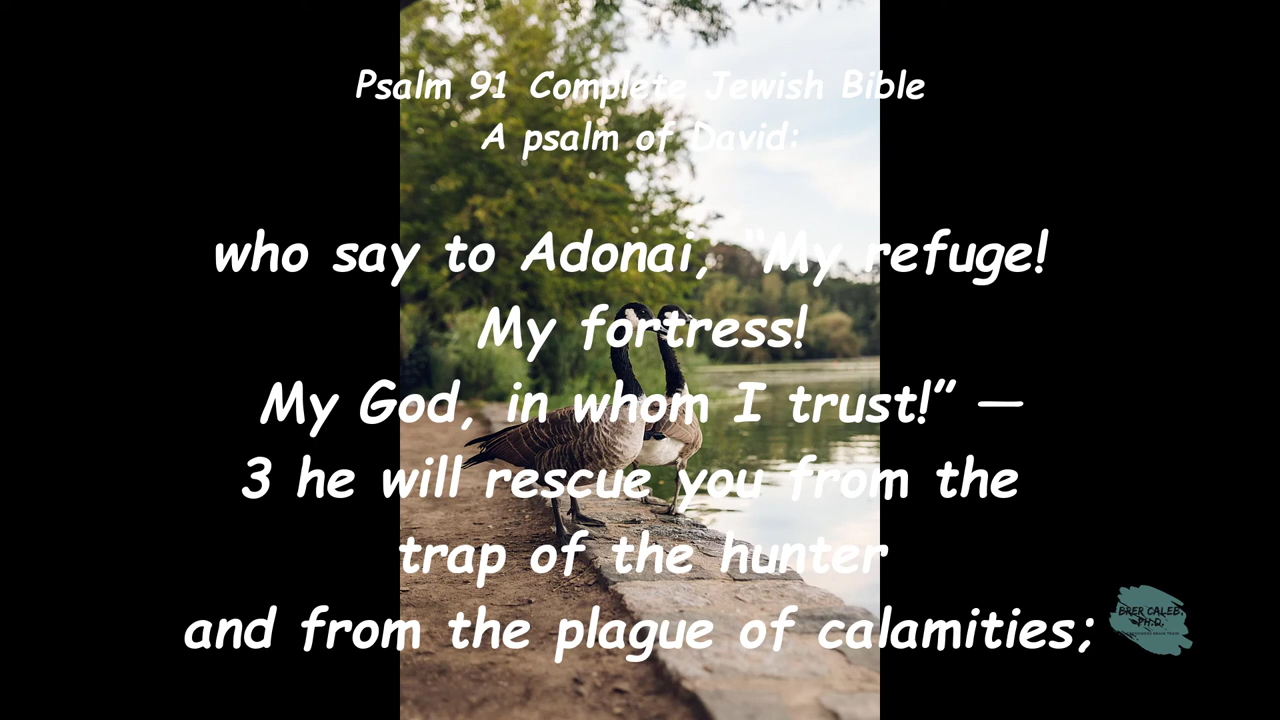 Psalm 91 Complete Jewish Bible
A psalm of David:
who say to Adonai, “My refuge!
My fortress!
My God, in whom I trust!” —
3 he will rescue you from the
trap of the hunter
and from the plague of calamities;
BRER CALEB,
PH.D.